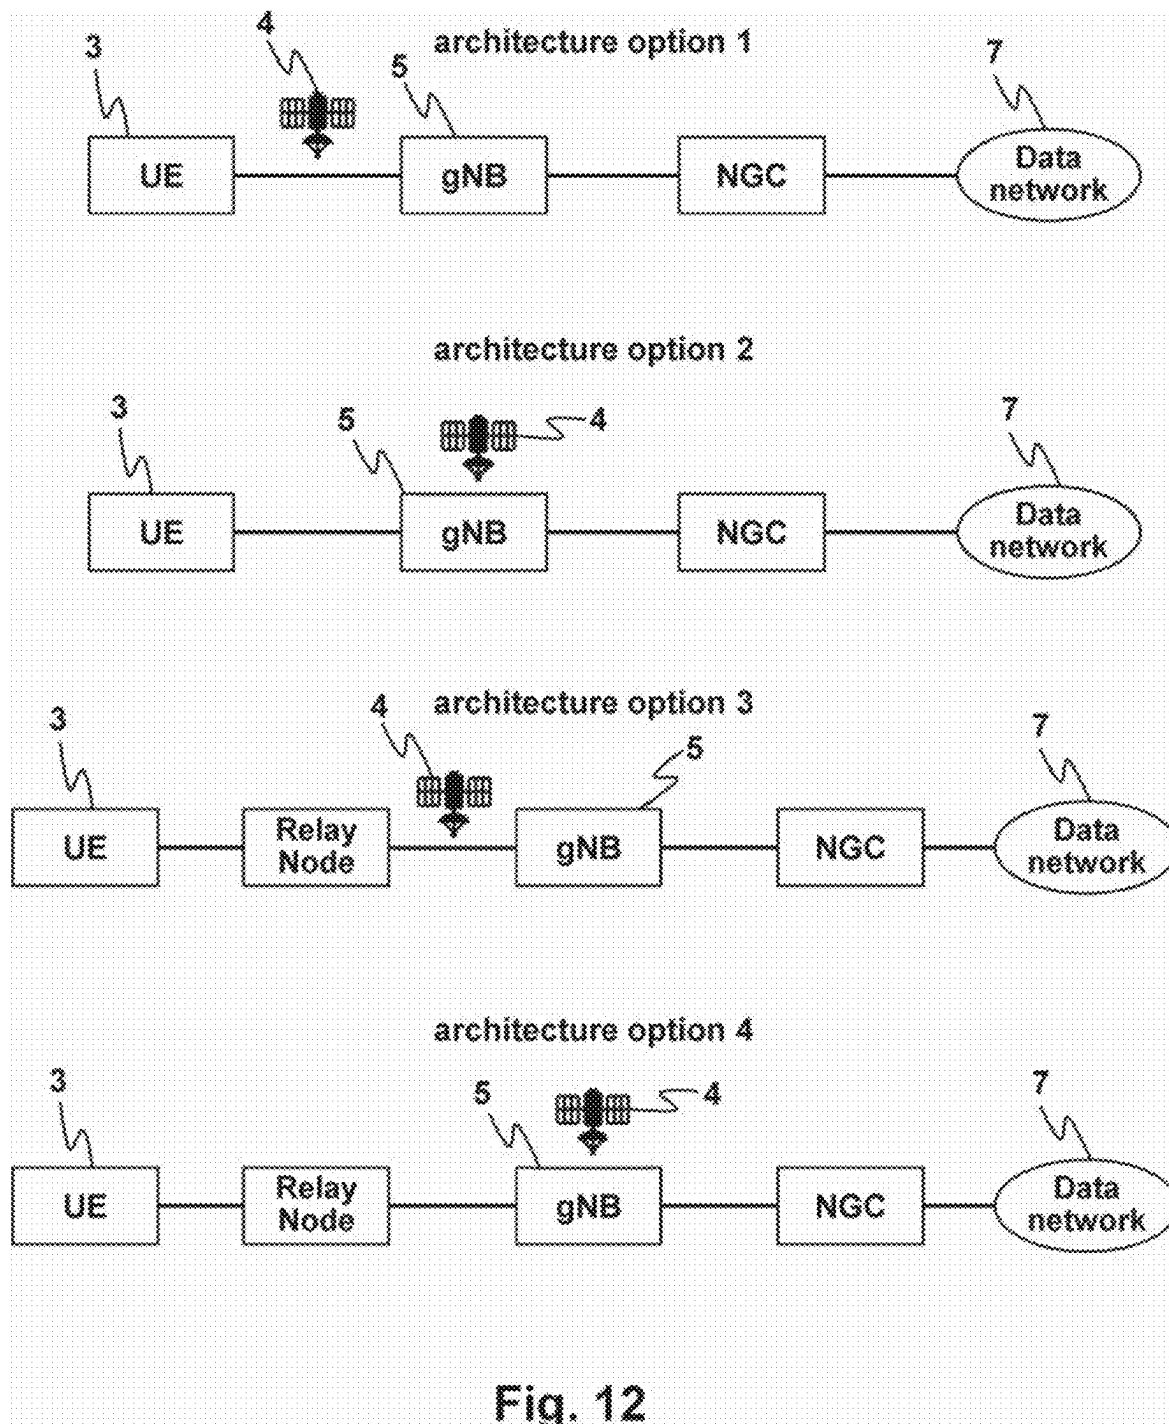 architecture option 1
3
4
5
7
UE
gNB
NGC
Data
network
architecture option 2
3
5
4
7
UE
gNB
NGC
Data
network
architecture option 3
3
4
5
7
UE
Relay
Node
gNB
NGC
Data
network
architecture option 4
3
5
4
7
UE
Relay
Node
gNB
NGC
Data
network
Fig. 12